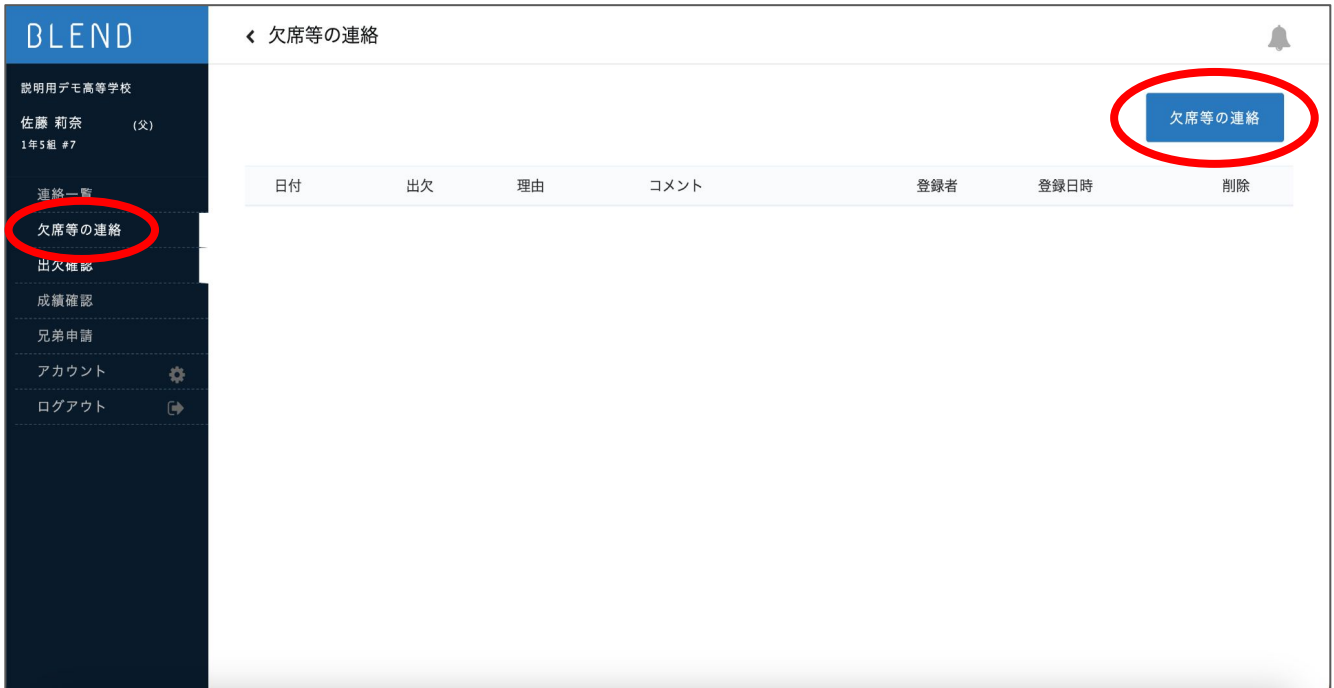 BLEND
欠席等の連絡
説明用デモ高等学校
佐藤 莉奈 (父)
1年5組 #7
連絡一覧
欠席等の連絡
出欠確認
成績確認
兄弟申請
アカウント
ログアウト
欠席等の連絡
日付 出欠 理由 コメント 登録者 登録日時 削除